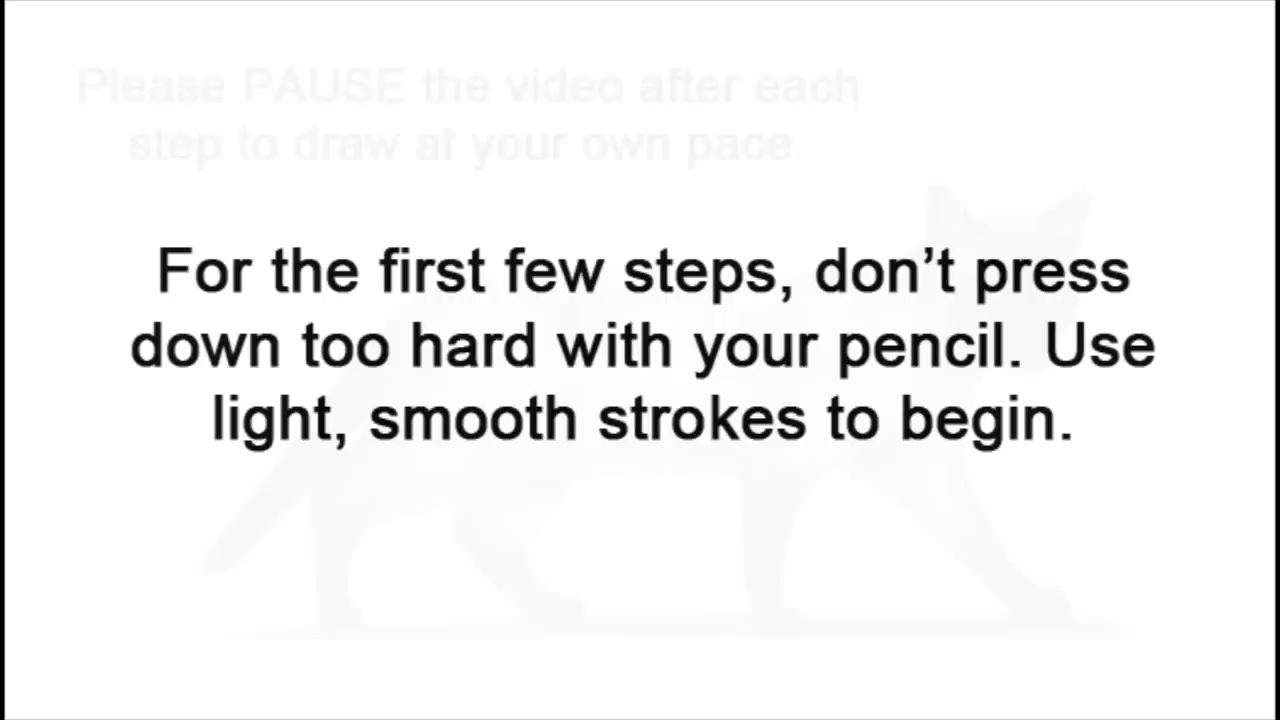 Please PAUSE the video after each
step to draw at your own pace.
For the first few steps, don’t press
down too hard with your pencil. Use
light, smooth strokes to begin.